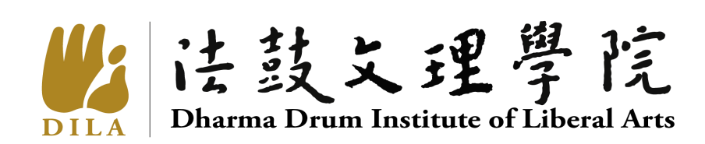 DILA
法鼓文理學院
Dharma Drum Institute of Liberal Arts